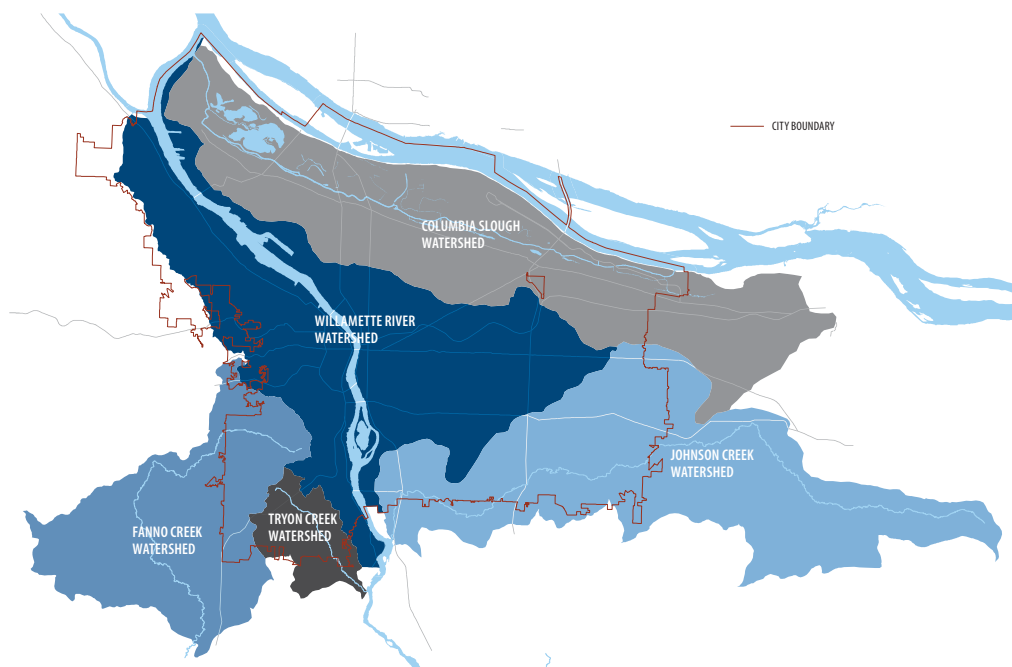 CITY BOUNDARY
COLUMBIA SLOUGH
WATERSHED
WILLAMETTE RIVER
WATERSHED
JOHNSON CREEK
WATERSHED
TRYON CREEK
WATERSHED
FANNO CREEK
WATERSHED